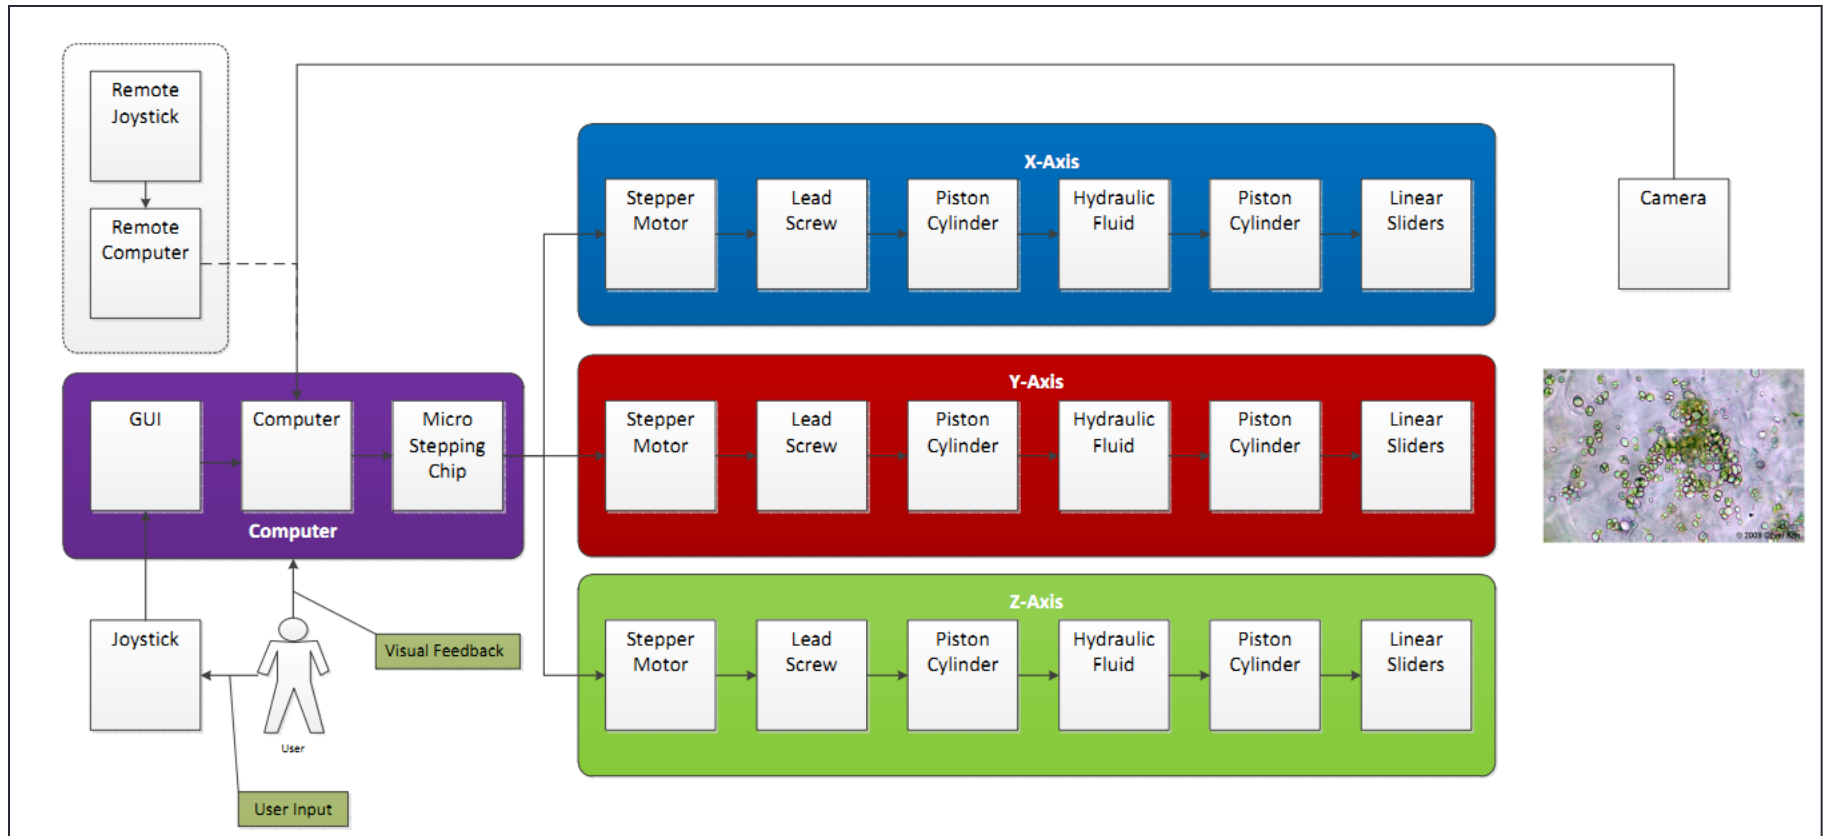 Remote
Joystick
Remote
Computer
X-Axis
Stepper
Motor
Lead
Screw
Piston
Cylinder
Hydraulic
Fluid
Piston
Cylinder
Linear
Sliders
Camera
GUI
Computer
Micro
Stepping
Chip
Computer
Y-Axis
Stepper
Motor
Lead
Screw
Piston
Cylinder
Hydraulic
Fluid
Piston
Cylinder
Linear
Sliders
© 2009
Joystick
User
Visual Feedback
User Input
Z-Axis
Stepper
Motor
Lead
Screw
Piston
Cylinder
Hydraulic
Fluid
Piston
Cylinder
Linear
Sliders